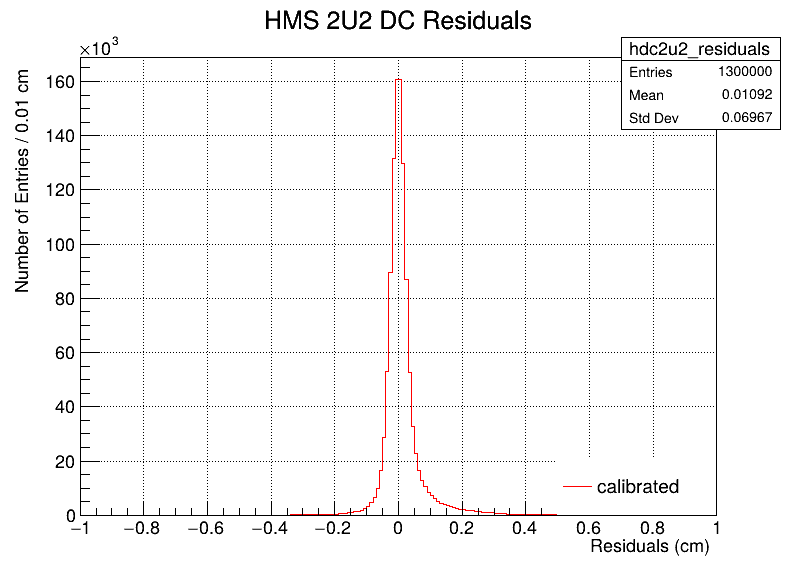 HMS 2U2 DC Residuals
×10³
hdc2u2_residuals
Entries 1300000
Mean 0.01092
Std Dev 0.06967
Number of Entries / 0.01 cm
160
140
120
100
80
60
40
20
0
calibrated
−1 −0.8 −0.6 −0.4 −0.2 0 0.2 0.4 0.6 0.8 1
Residuals (cm)